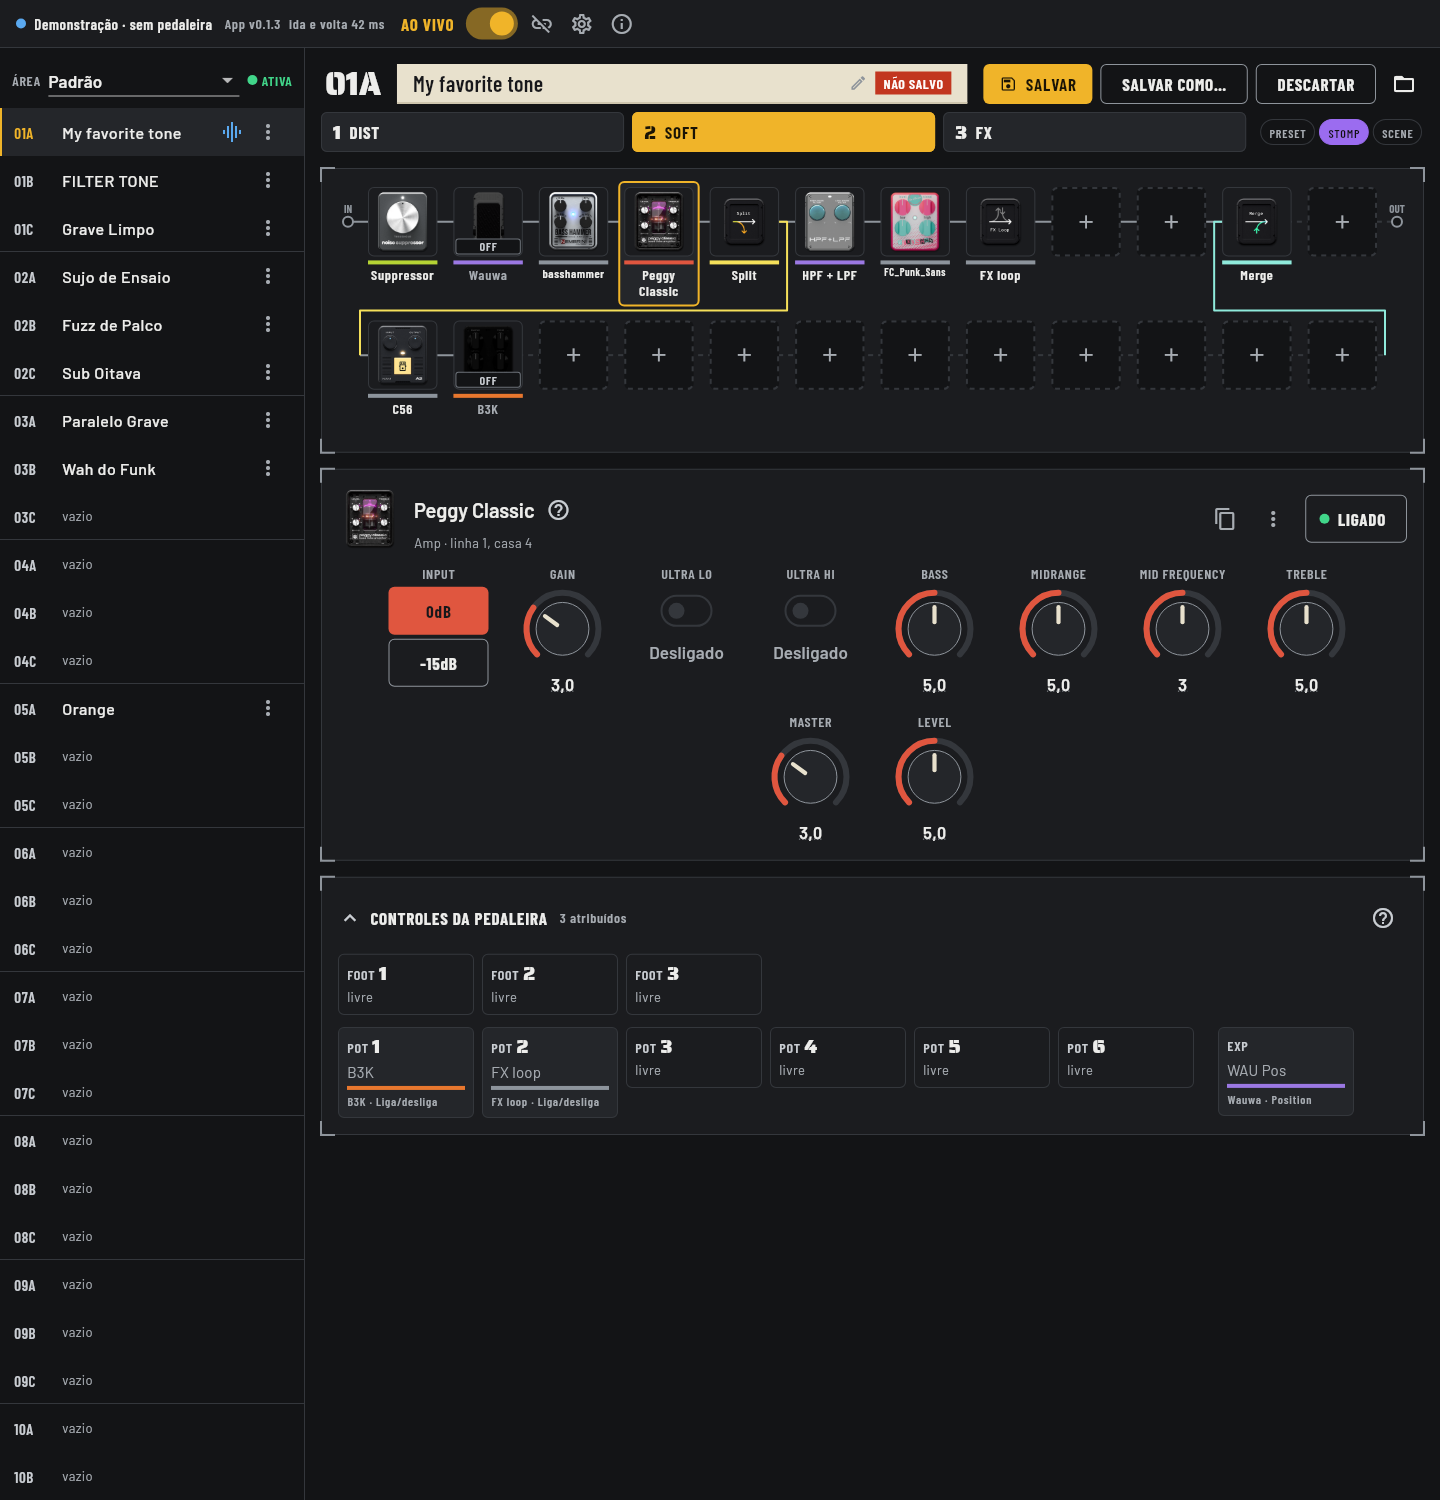 Demonstração · sem pedaleira App v0.1.3 Ida e volta 42 ms AO VIVO
ÁREA Padrão ATIVA
01A My favorite tone
01B FILTER TONE
01C Grave Limpo
02A Sujo de Ensaio
02B Fuzz de Palco
02C Sub Oitava
03A Paralelo Grave
03B Wah do Funk
03C vazio
04A vazio
04B vazio
04C vazio
05A Orange
05B vazio
05C vazio
06A vazio
06B vazio
06C vazio
07A vazio
07B vazio
07C vazio
08A vazio
08B vazio
08C vazio
09A vazio
09B vazio
09C vazio
10A vazio
10B vazio
01A My favorite tone NÃO SALVO SALVAR SALVAR COMO... DESCARTAR
1 DIST 2 SOFT 3 FX PRESET STOMP SCENE
IN OUT
noise suppressor OFF Split HPF + LPF FX Loop Merge
Suppressor Wauwa basshammer Peggy Classic Split HPF + LPF FC_Punk_Sans FX loop Merge
OFF
C56 B3K
Peggy Classic
Amp · linha 1, casa 4
LIGADO
INPUT GAIN ULTRA LO ULTRA HI BASS MIDRANGE MID FREQUENCY TREBLE
0dB
-15dB
Desligado Desligado
3,0 5,0 5,0 3 5,0
MASTER LEVEL
3,0 5,0
CONTROLES DA PEDALEIRA 3 atribuídos
FOOT 1 FOOT 2 FOOT 3
livre livre livre
POT 1 POT 2 POT 3 POT 4 POT 5 POT 6 EXP
B3K FX loop livre livre livre livre WAU Pos
B3K · Liga/desliga FX loop · Liga/desliga Wauwa · Position